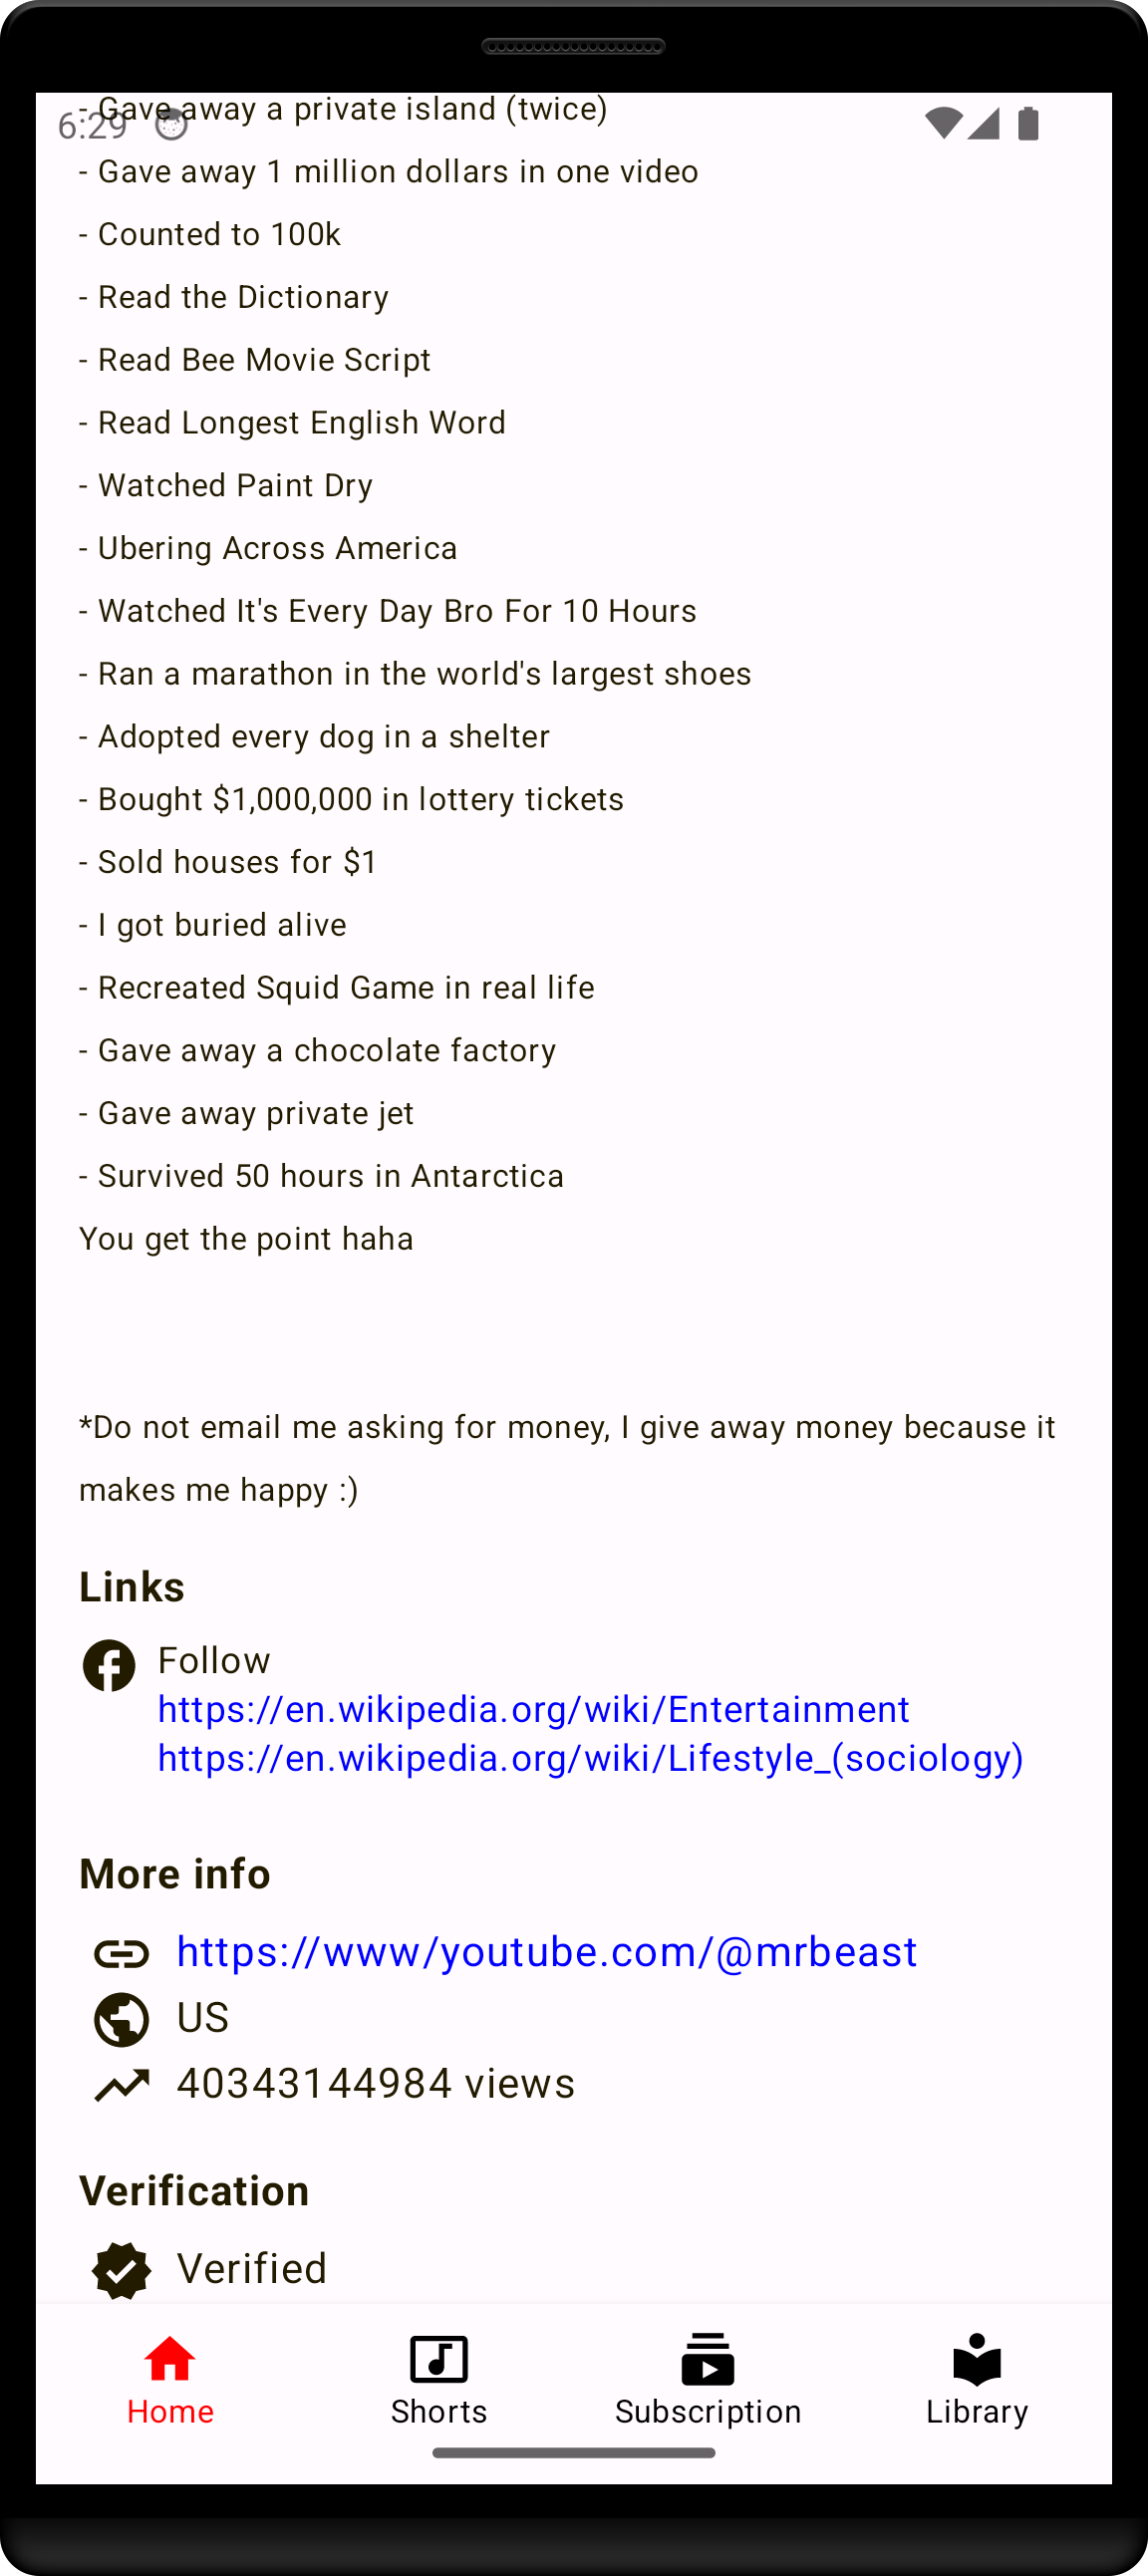 - Gave away a private island (twice)
6:29
- Gave away 1 million dollars in one video
- Counted to 100k
- Read the Dictionary
- Read Bee Movie Script
- Read Longest English Word
- Watched Paint Dry
- Ubering Across America
- Watched It's Every Day Bro For 10 Hours
- Ran a marathon in the world's largest shoes
- Adopted every dog in a shelter
- Bought $1,000,000 in lottery tickets
- Sold houses for $1
- I got buried alive
- Recreated Squid Game in real life
- Gave away a chocolate factory
- Gave away private jet
- Survived 50 hours in Antarctica
You get the point haha
*Do not email me asking for money, I give away money because it
makes me happy :)
Links
Follow
https://en.wikipedia.org/wiki/Entertainment
https://en.wikipedia.org/wiki/Lifestyle_(sociology)
More info
https://www/youtube.com/@mrbeast
US
40343144984 views
Verification
Verified
Home Shorts Subscription Library